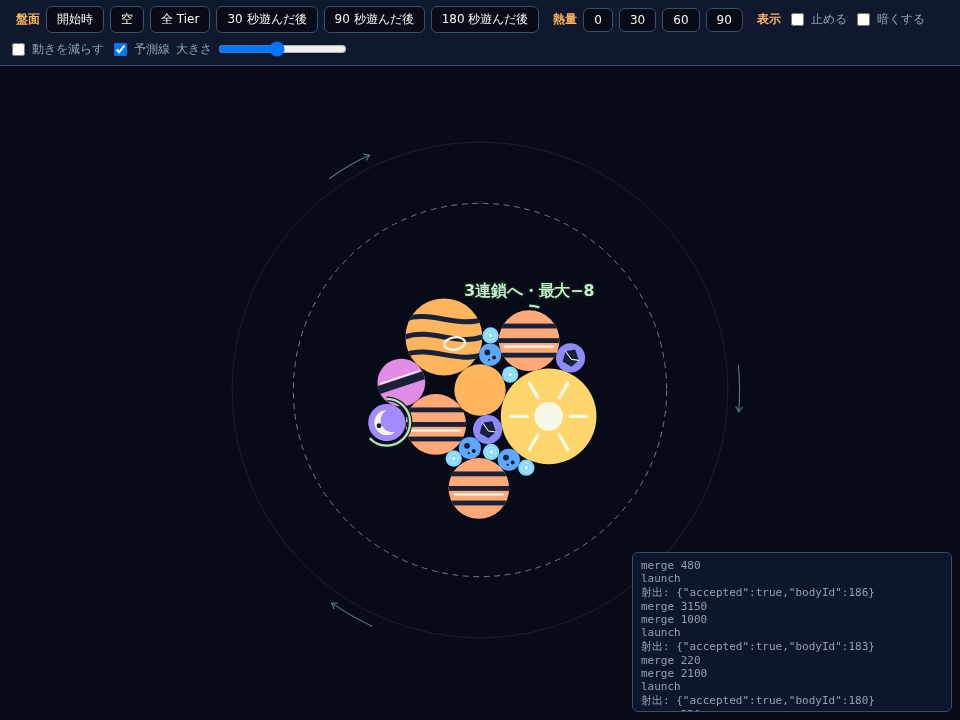 盤面 開始時 空 全 Tier 30 秒遊んだ後 90 秒遊んだ後 180 秒遊んだ後 熱量 0 30 60 90 表示 止める 暗くする
動きを減らす 予測線 大きさ
3連鎖へ・最大−8
merge 480
launch
射出: {"accepted":true,"bodyId":186}
merge 3150
merge 1000
launch
射出: {"accepted":true,"bodyId":183}
merge 220
merge 2100
launch
射出: {"accepted":true,"bodyId":180}